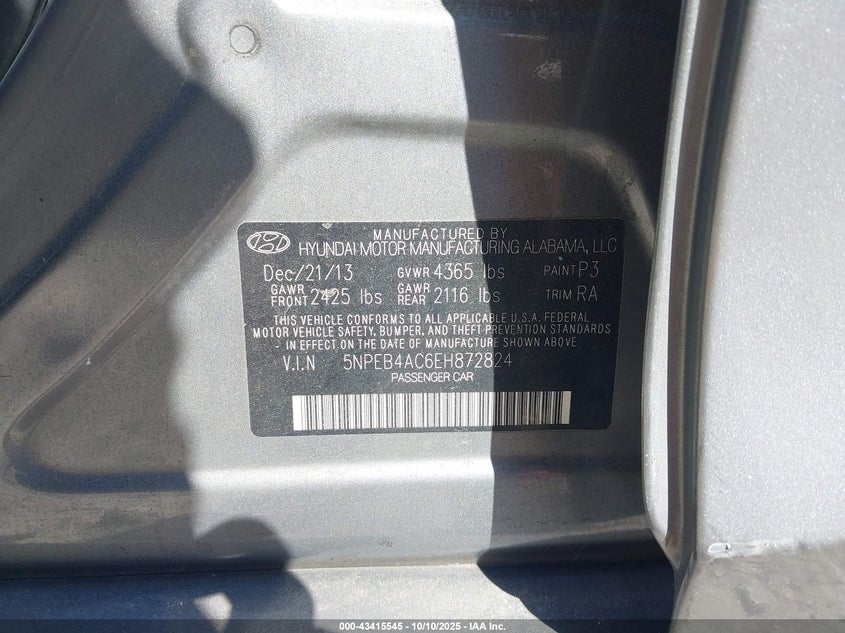 MANUFACTURED BY
HYUNDAI MOTOR MANUFACTURING ALABAMA, LLC
Dec/21/13 GVWR 4365 lbs PAINT P3
GAWR FRONT 2425 lbs GAWR REAR 2116 lbs TRIM RA
THIS VEHICLE CONFORMS TO ALL APPLICABLE U.S.A. FEDERAL
MOTOR VEHICLE SAFETY, BUMPER, AND THEFT PREVENTION STANDARDS
IN EFFECT ON THE DATE OF MANUFACTURE SHOWN ABOVE
V.I.N 5NPEB4AC6EH872824
PASSENGER CAR
000-43415545 - 10/10/2025 - IAA Inc.